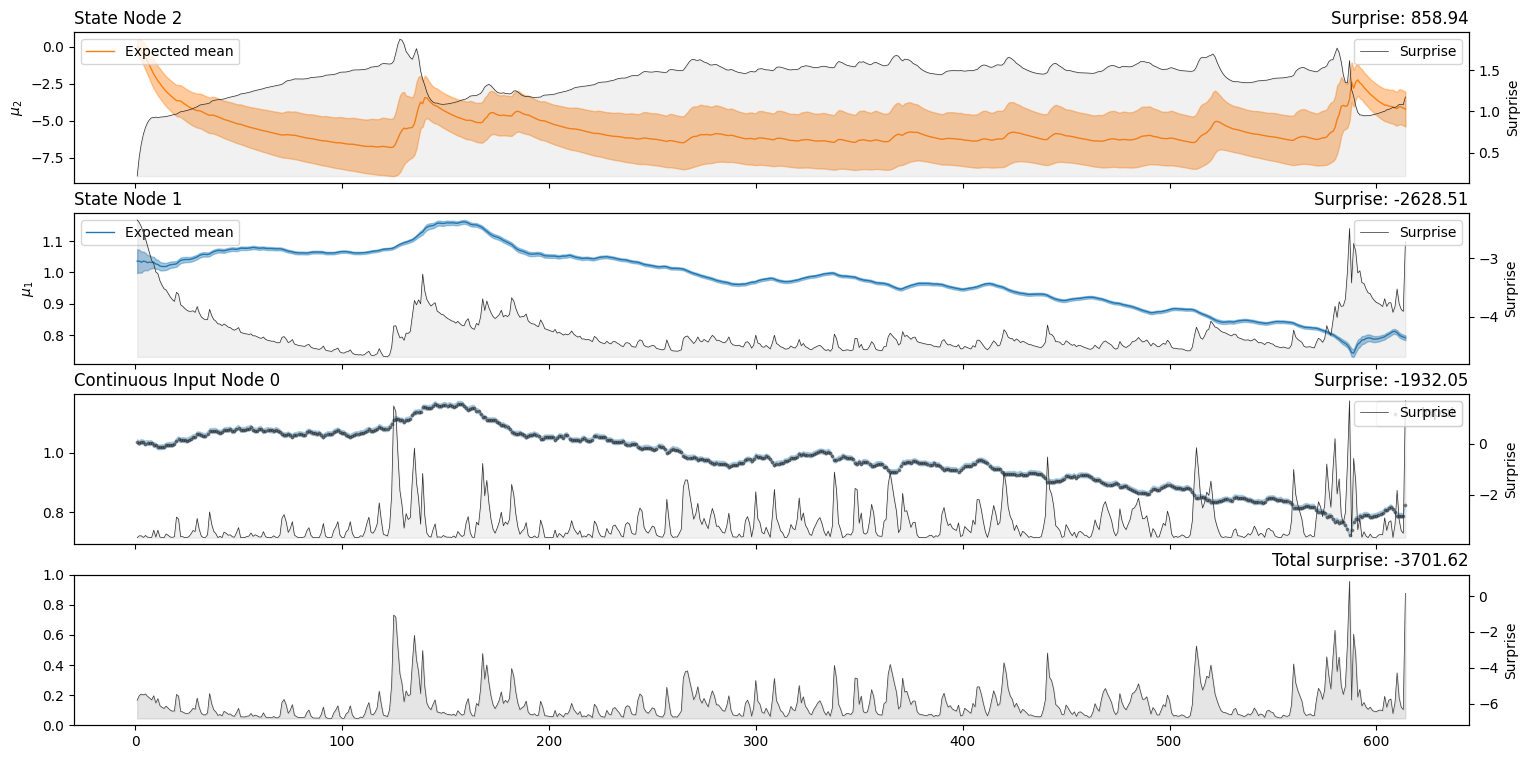 State Node 2
Surprise: 858.94
Expected mean
Surprise
0.0
−2.5
−5.0
−7.5
μ2
1.5
1.0
0.5
Surprise
State Node 1
Surprise: -2628.51
Expected mean
Surprise
1.1
1.0
0.9
0.8
μ1
−3
−4
Surprise
Continuous Input Node 0
Surprise: -1932.05
Surprise
1.0
0.8
0
−2
Surprise
Total surprise: -3701.62
1.0
0.8
0.6
0.4
0.2
0.0
0
−2
−4
−6
Surprise
0 100 200 300 400 500 600